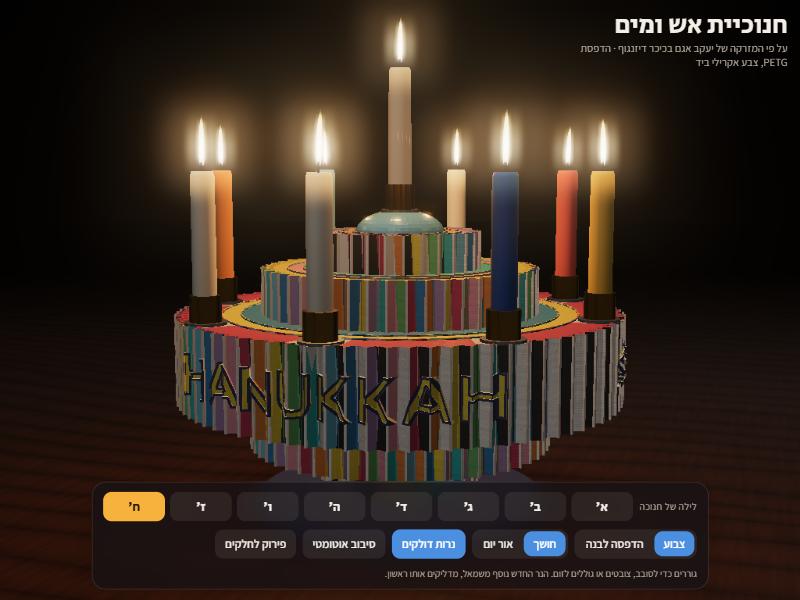 חנוכיית אש ומים
על פי המזרקה של יעקב אגם בכיכר דיזנגוף · הדפסת
PETG, צבע אקרילי ביד
HANUKKAH
לילה של חנוכה א׳ ב׳ ג׳ ד׳ ה׳ ו׳ ז׳ ח׳
צבוע הדפסה לבנה חושך אור יום נרות דולקים סיבוב אוטומטי פירוק לחלקים
גוררים כדי לסובב, צובטים או גוללים לזום. הנר החדש נוסף משמאל, מדליקים אותו ראשון.